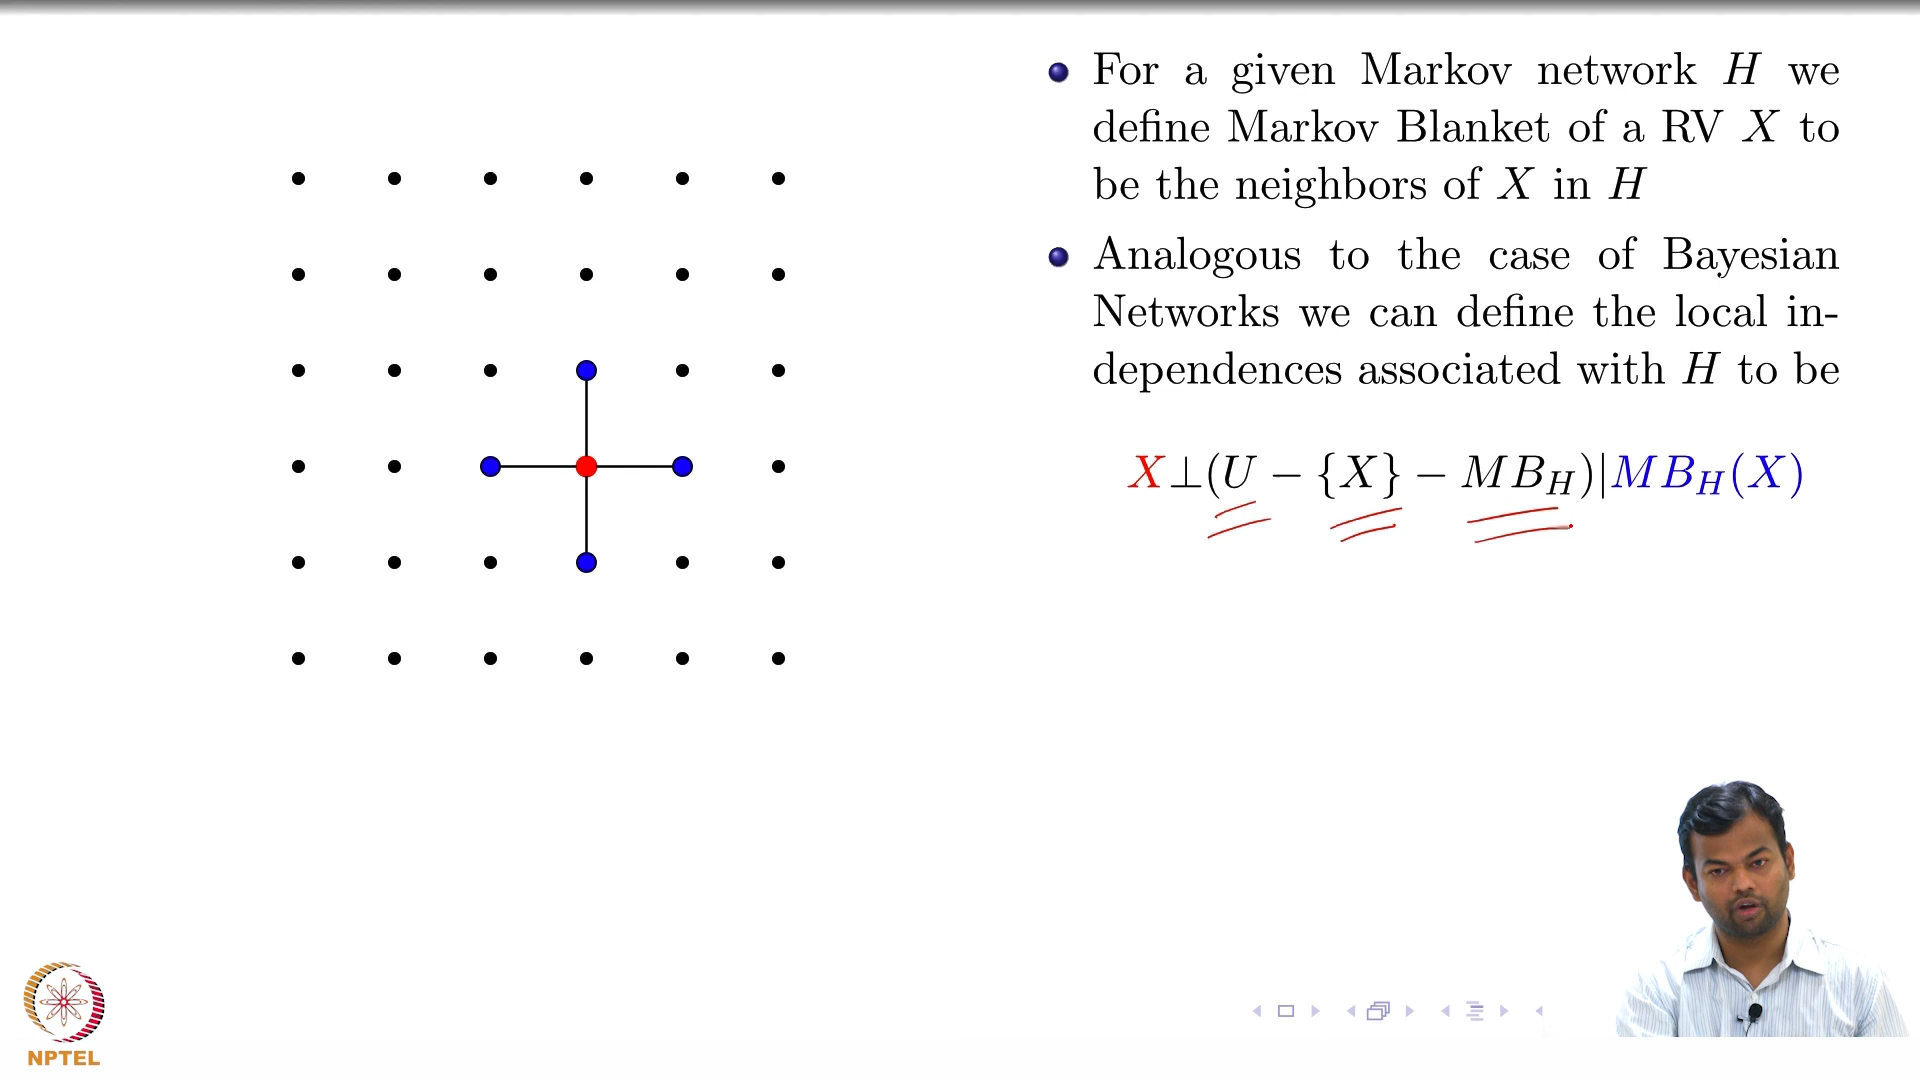 For a given Markov network H we
define Markov Blanket of a RV X to
be the neighbors of X in H
Analogous to the case of Bayesian
Networks we can define the local in-
dependences associated with H to be
X⊥(U − {X} − MB_H)|MB_H(X)
NPTEL